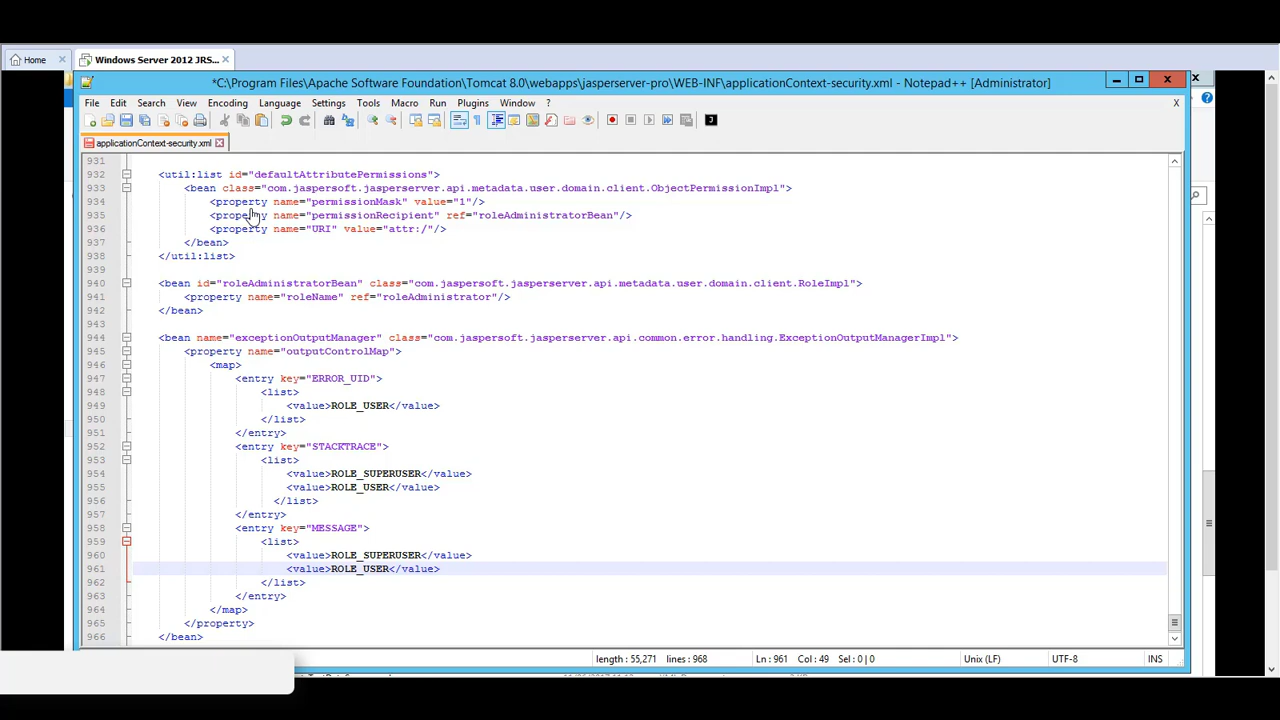 Home
Windows Server 2012 JRS...
*C:\Program Files\Apache Software Foundation\Tomcat 8.0\webapps\jasperserver-pro\WEB-INF\applicationContext-security.xml - Notepad++ [Administrator]
File Edit Search View Encoding Language Settings Tools Macro Run Plugins Window ? X
applicationContext-security.xml
931
932 <util:list id="defaultAttributePermissions">
933 <bean class="com.jaspersoft.jasperserver.api.metadata.user.domain.client.ObjectPermissionImpl">
934 <property name="permissionMask" value="1"/>
935 <property name="permissionRecipient" ref="roleAdministratorBean"/>
936 <property name="URI" value="attr:/"/>
937 </bean>
938 </util:list>
939
940 <bean id="roleAdministratorBean" class="com.jaspersoft.jasperserver.api.metadata.user.domain.client.RoleImpl">
941 <property name="roleName" ref="roleAdministrator"/>
942 </bean>
943
944 <bean name="exceptionOutputManager" class="com.jaspersoft.jasperserver.api.common.error.handling.ExceptionOutputManagerImpl">
945 <property name="outputControlMap">
946 <map>
947 <entry key="ERROR_UID">
948 <list>
949 <value>ROLE_USER</value>
950 </list>
951 </entry>
952 <entry key="STACKTRACE">
953 <list>
954 <value>ROLE_SUPERUSER</value>
955 <value>ROLE_USER</value>
956 </list>
957 </entry>
958 <entry key="MESSAGE">
959 <list>
960 <value>ROLE_SUPERUSER</value>
961 <value>ROLE_USER</value>
962 </list>
963 </entry>
964 </map>
965 </property>
966 </bean>
length : 55,271 lines : 968 Ln : 961 Col : 49 Sel : 0 | 0 Unix (LF) UTF-8 INS